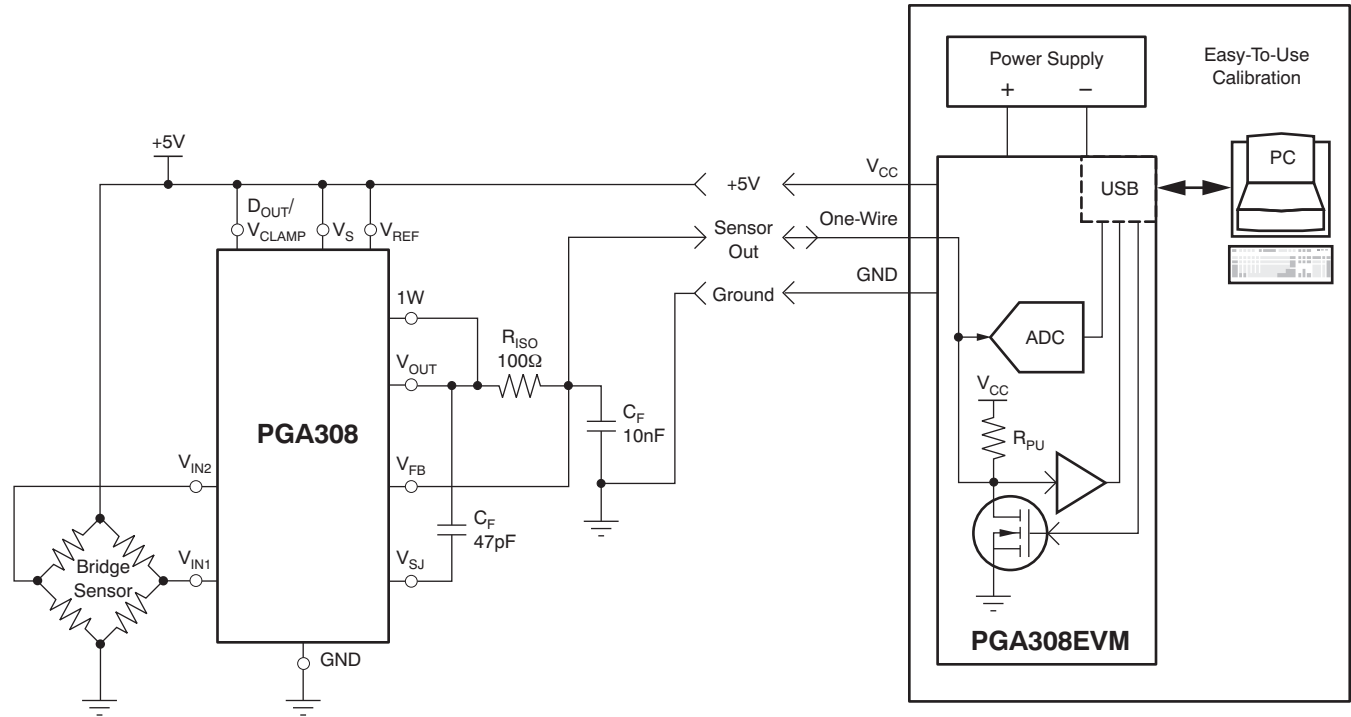 Power Supply
+ −
Easy-To-Use
Calibration
PC
USB
+5V
V_CC
+5V
D_OUT/
V_CLAMP
V_S
V_REF
One-Wire
Sensor
Out
GND
Ground
1W
R_ISO
100Ω
V_OUT
ADC
V_CC
PGA308
C_F
10nF
R_PU
V_IN2
V_FB
C_F
47pF
V_IN1
V_SJ
Bridge
Sensor
GND
PGA308EVM